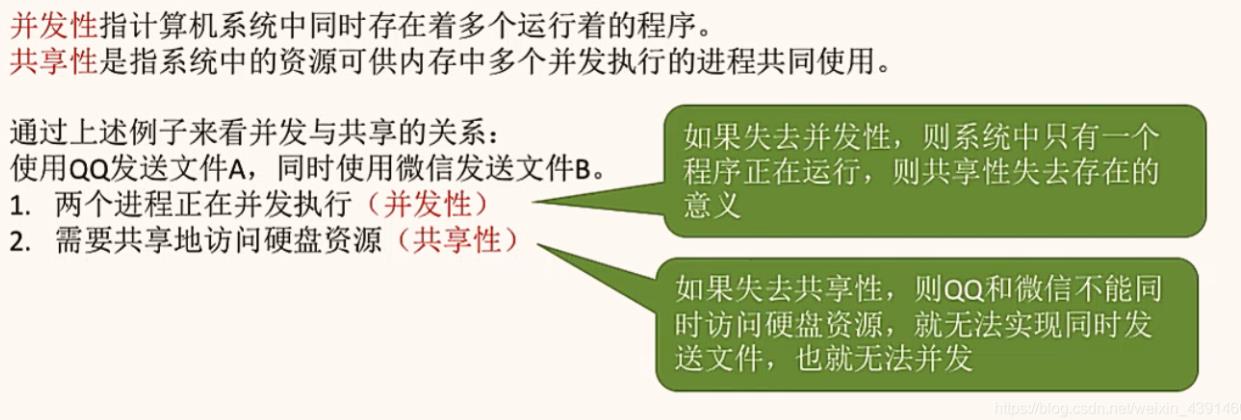 并发性指计算机系统中同时存在着多个运行着的程序。
共享性是指系统中的资源可供内存中多个并发执行的进程共同使用。
通过上述例子来看并发与共享的关系：
使用QQ发送文件A，同时使用微信发送文件B。
1. 两个进程正在并发执行（并发性）
2. 需要共享地访问硬盘资源（共享性）
如果失去并发性，则系统中只有一个
程序正在运行，则共享性失去存在的
意义
如果失去共享性，则QQ和微信不能同
时访问硬盘资源，就无法实现同时发
送文件，也就无法并发
https://blog.csdn.net/weixin_439146